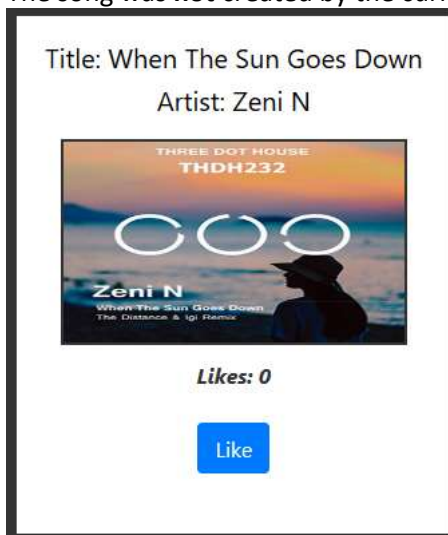 Title: When The Sun Goes Down
Artist: Zeni N
THREE DOT HOUSE
THDH232
Zeni N
When The Sun Goes Down
The Distance & Igi Remix
Likes: 0
Like